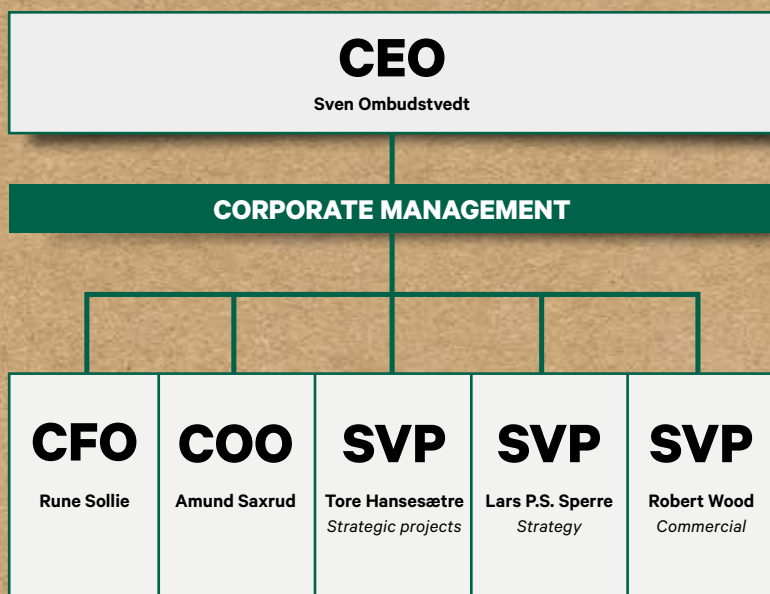 CEO
Sven Ombudstvedt
CORPORATE MANAGEMENT
CFO
Rune Sollie
COO
Amund Saxrud
SVP
Tore Hansesætre
Strategic projects
SVP
Lars P.S. Sperre
Strategy
SVP
Robert Wood
Commercial